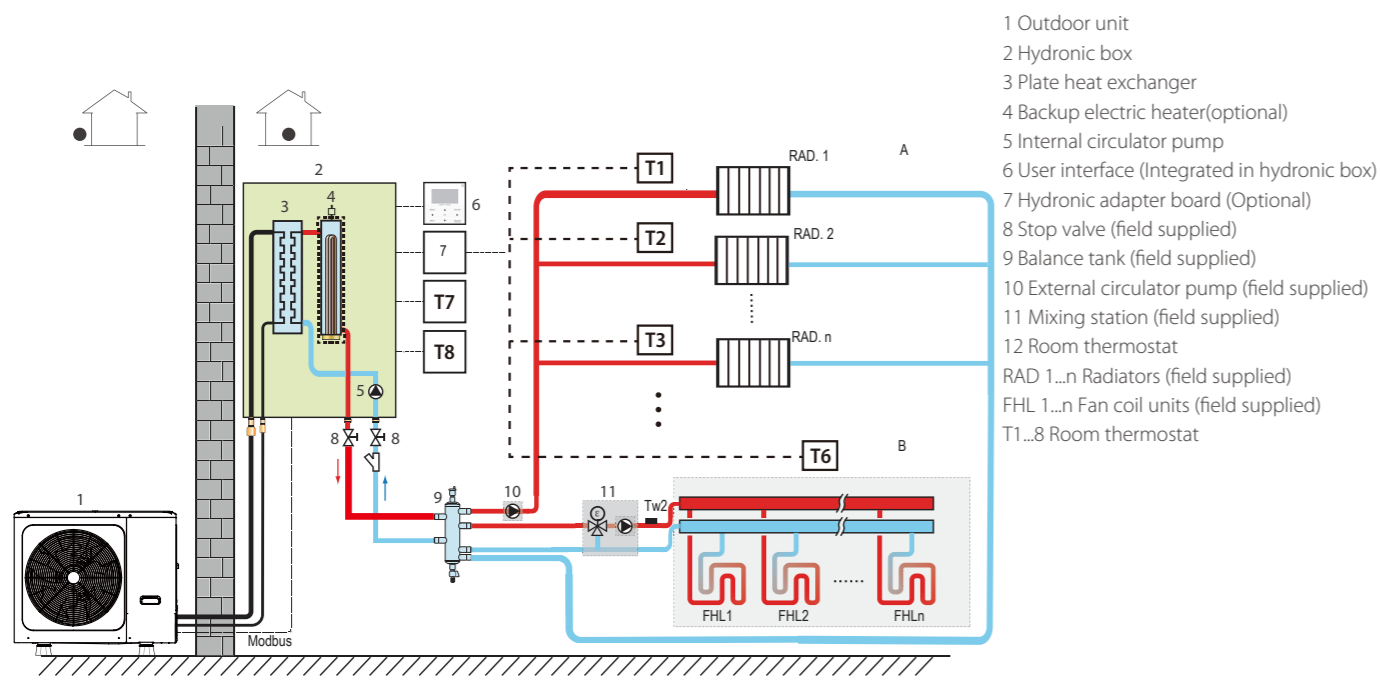 1 Outdoor unit
2 Hydronic box
3 Plate heat exchanger
4 Backup electric heater(optional)
5 Internal circulator pump
6 User interface (Integrated in hydronic box)
7 Hydronic adapter board (Optional)
8 Stop valve (field supplied)
9 Balance tank (field supplied)
10 External circulator pump (field supplied)
11 Mixing station (field supplied)
12 Room thermostat
RAD 1...n Radiators (field supplied)
FHL 1...n Fan coil units (field supplied)
T1...8 Room thermostat
2
3
4
6
7
T7
T8
5
8
8
1
Modbus
9
10
11
ε
Tw2
T1
RAD. 1
A
T2
RAD. 2
T3
RAD. n
T6
B
FHL1
FHL2
FHLn